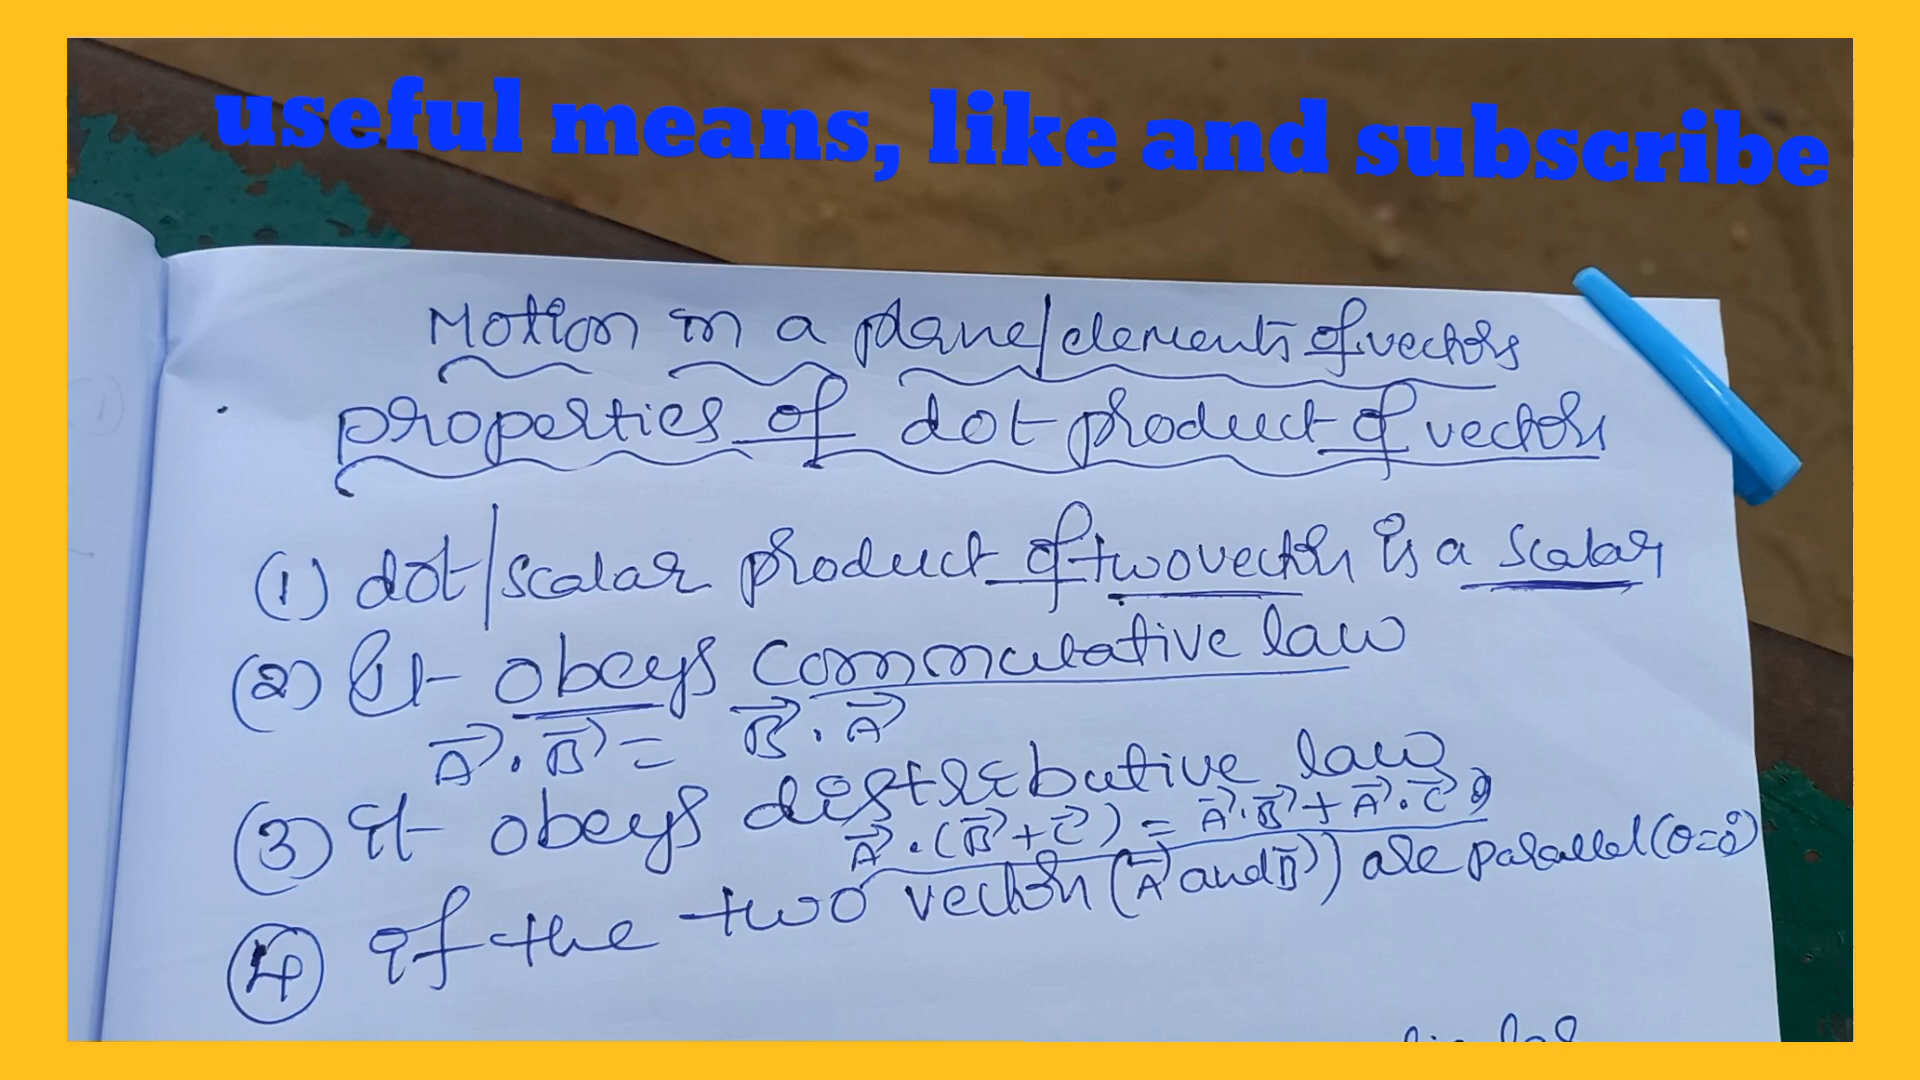 useful means, like and subscribe
Motion in a plane/elements of vectors
properties of dot product of vectors
(1) dot/scalar product of two vectors is a scalar
(2) It obeys commutative law
A⃗ . B⃗ = B⃗ . A⃗
(3) It obeys distributive law
A⃗ . (B⃗ + C⃗) = A⃗ . B⃗ + A⃗ . C⃗
(4) If the two vectors (A⃗ and B⃗) are parallel (θ=0°)